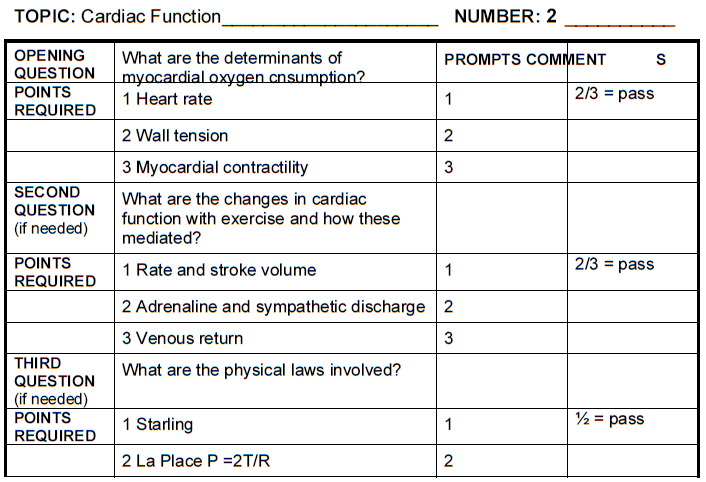 TOPIC: Cardiac Function____________________ NUMBER: 2 __________
OPENING QUESTION What are the determinants of myocardial oxygen cnsumption? PROMPTS COMMENT S
POINTS REQUIRED 1 Heart rate 1 2/3 = pass
2 Wall tension 2
3 Myocardial contractility 3
SECOND QUESTION (if needed) What are the changes in cardiac function with exercise and how these mediated?
POINTS REQUIRED 1 Rate and stroke volume 1 2/3 = pass
2 Adrenaline and sympathetic discharge 2
3 Venous return 3
THIRD QUESTION (if needed) What are the physical laws involved?
POINTS REQUIRED 1 Starling 1 ½ = pass
2 La Place P =2T/R 2